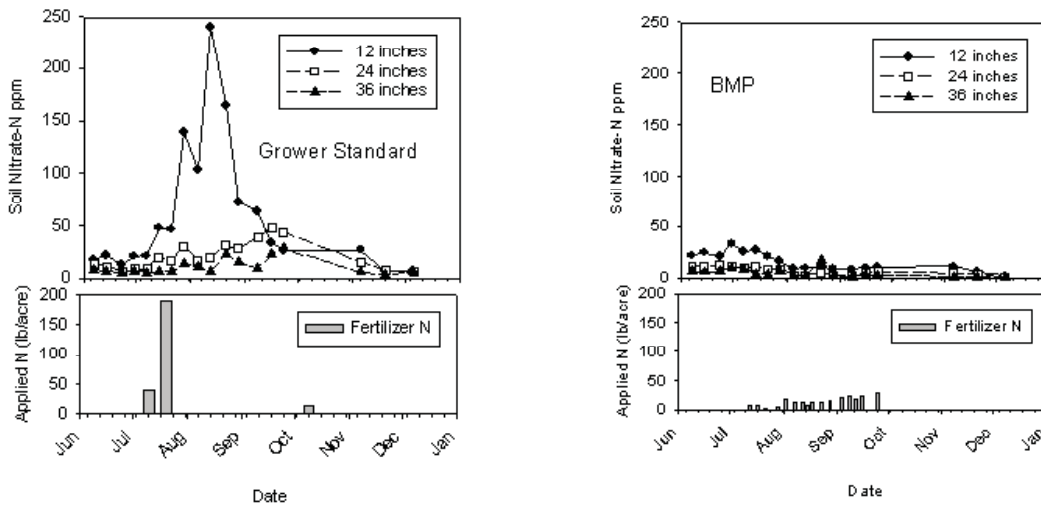 Soil NItrate-N ppm
250
200
150
100
50
0
12 inches
24 inches
36 inches
Grower Standard
Applied N (lb/acre)
200
150
100
50
0
Fertilizer N
Jun
Jul
Aug
Sep
Oct
Nov
Dec
Jan
Date
Soil NItrate-N ppm
250
200
150
100
50
0
12 inches
24 inches
36 inches
BMP
Applied N (lb/acre)
200
150
100
50
0
Fertilizer N
Jun
Jul
Aug
Sep
Oct
Nov
Dec
Jan
Date